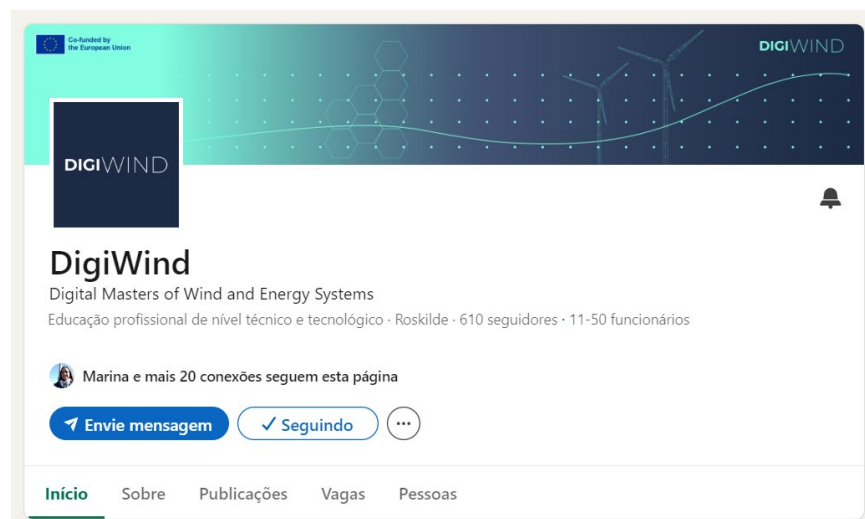 Co-funded by
the European Union
DIGIWIND
DIGIWIND
DigiWind
Digital Masters of Wind and Energy Systems
Educação profissional de nível técnico e tecnológico · Roskilde · 610 seguidores · 11-50 funcionários
Marina e mais 20 conexões seguem esta página
Envie mensagem
Seguindo
Início Sobre Publicações Vagas Pessoas